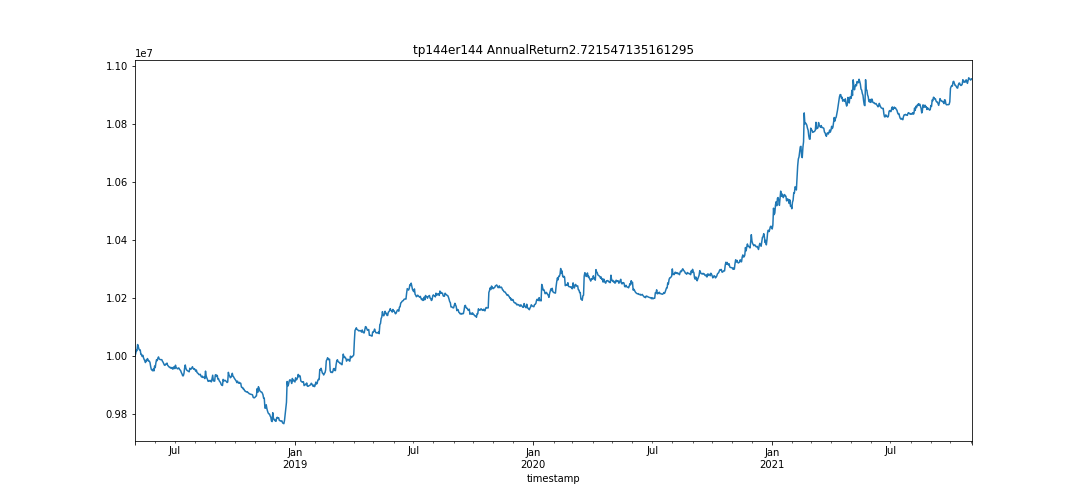 tp144er144 AnnualReturn2.721547135161295
1e7
1.10
1.08
1.06
1.04
1.02
1.00
0.98
Jul
Jan
2019
Jul
Jan
2020
Jul
Jan
2021
Jul
timestamp